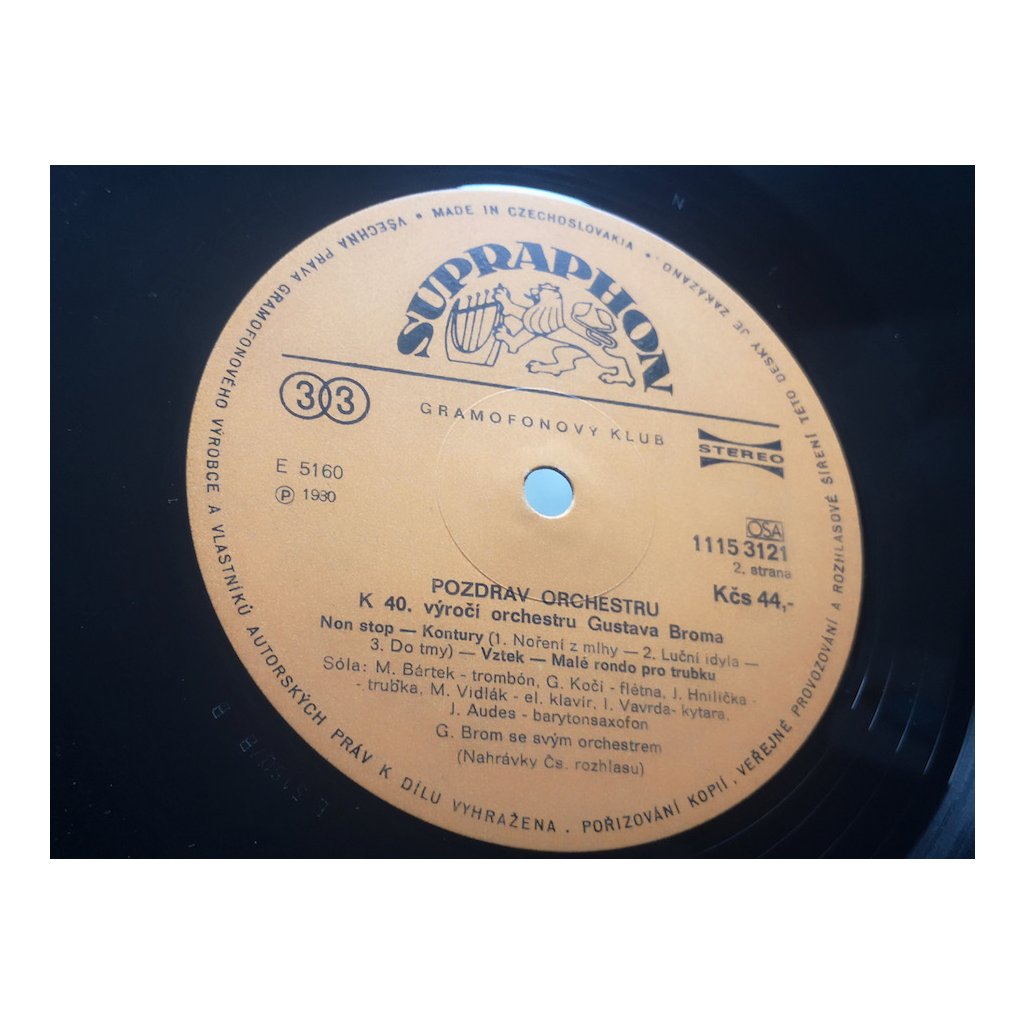 VŠECHNA PRÁVA GRAMOFONOVÉHO VÝROBCE A VLASTNÍKŮ AUTORSKÝCH PRÁV K DÍLU VYHRAŽENA . POŘIZOVÁNÍ KOPIÍ , VEŘEJNÉ PROVOZOVÁNÍ A ROZHLASOVÉ ŠÍŘENÍ TÉTO DESKY JE ZAKÁZÁNO .
MADE IN CZECHOSLOVAKIA
SUPRAPHON
33
GRAMOFONOVÝ KLUB
STEREO
E 5160
Ⓟ 1980
OSA
1115 3121
2. strana
Kčs 44,-
POZDRAV ORCHESTRU
K 40. výročí orchestru Gustava Broma
Non stop — Kontury (1. Noření z mlhy — 2. Luční idyla —
3. Do tmy) — Vztek — Malé rondo pro trubku
Sóla: M. Bártek - trombón, G. Kočí - flétna, J. Hnilička -
- trubka, M. Vidlák - el. klavír, I. Vavrda- kytara,
J. Audes - barytonsaxofon
G. Brom se svým orchestrem
(Nahrávky Čs. rozhlasu)